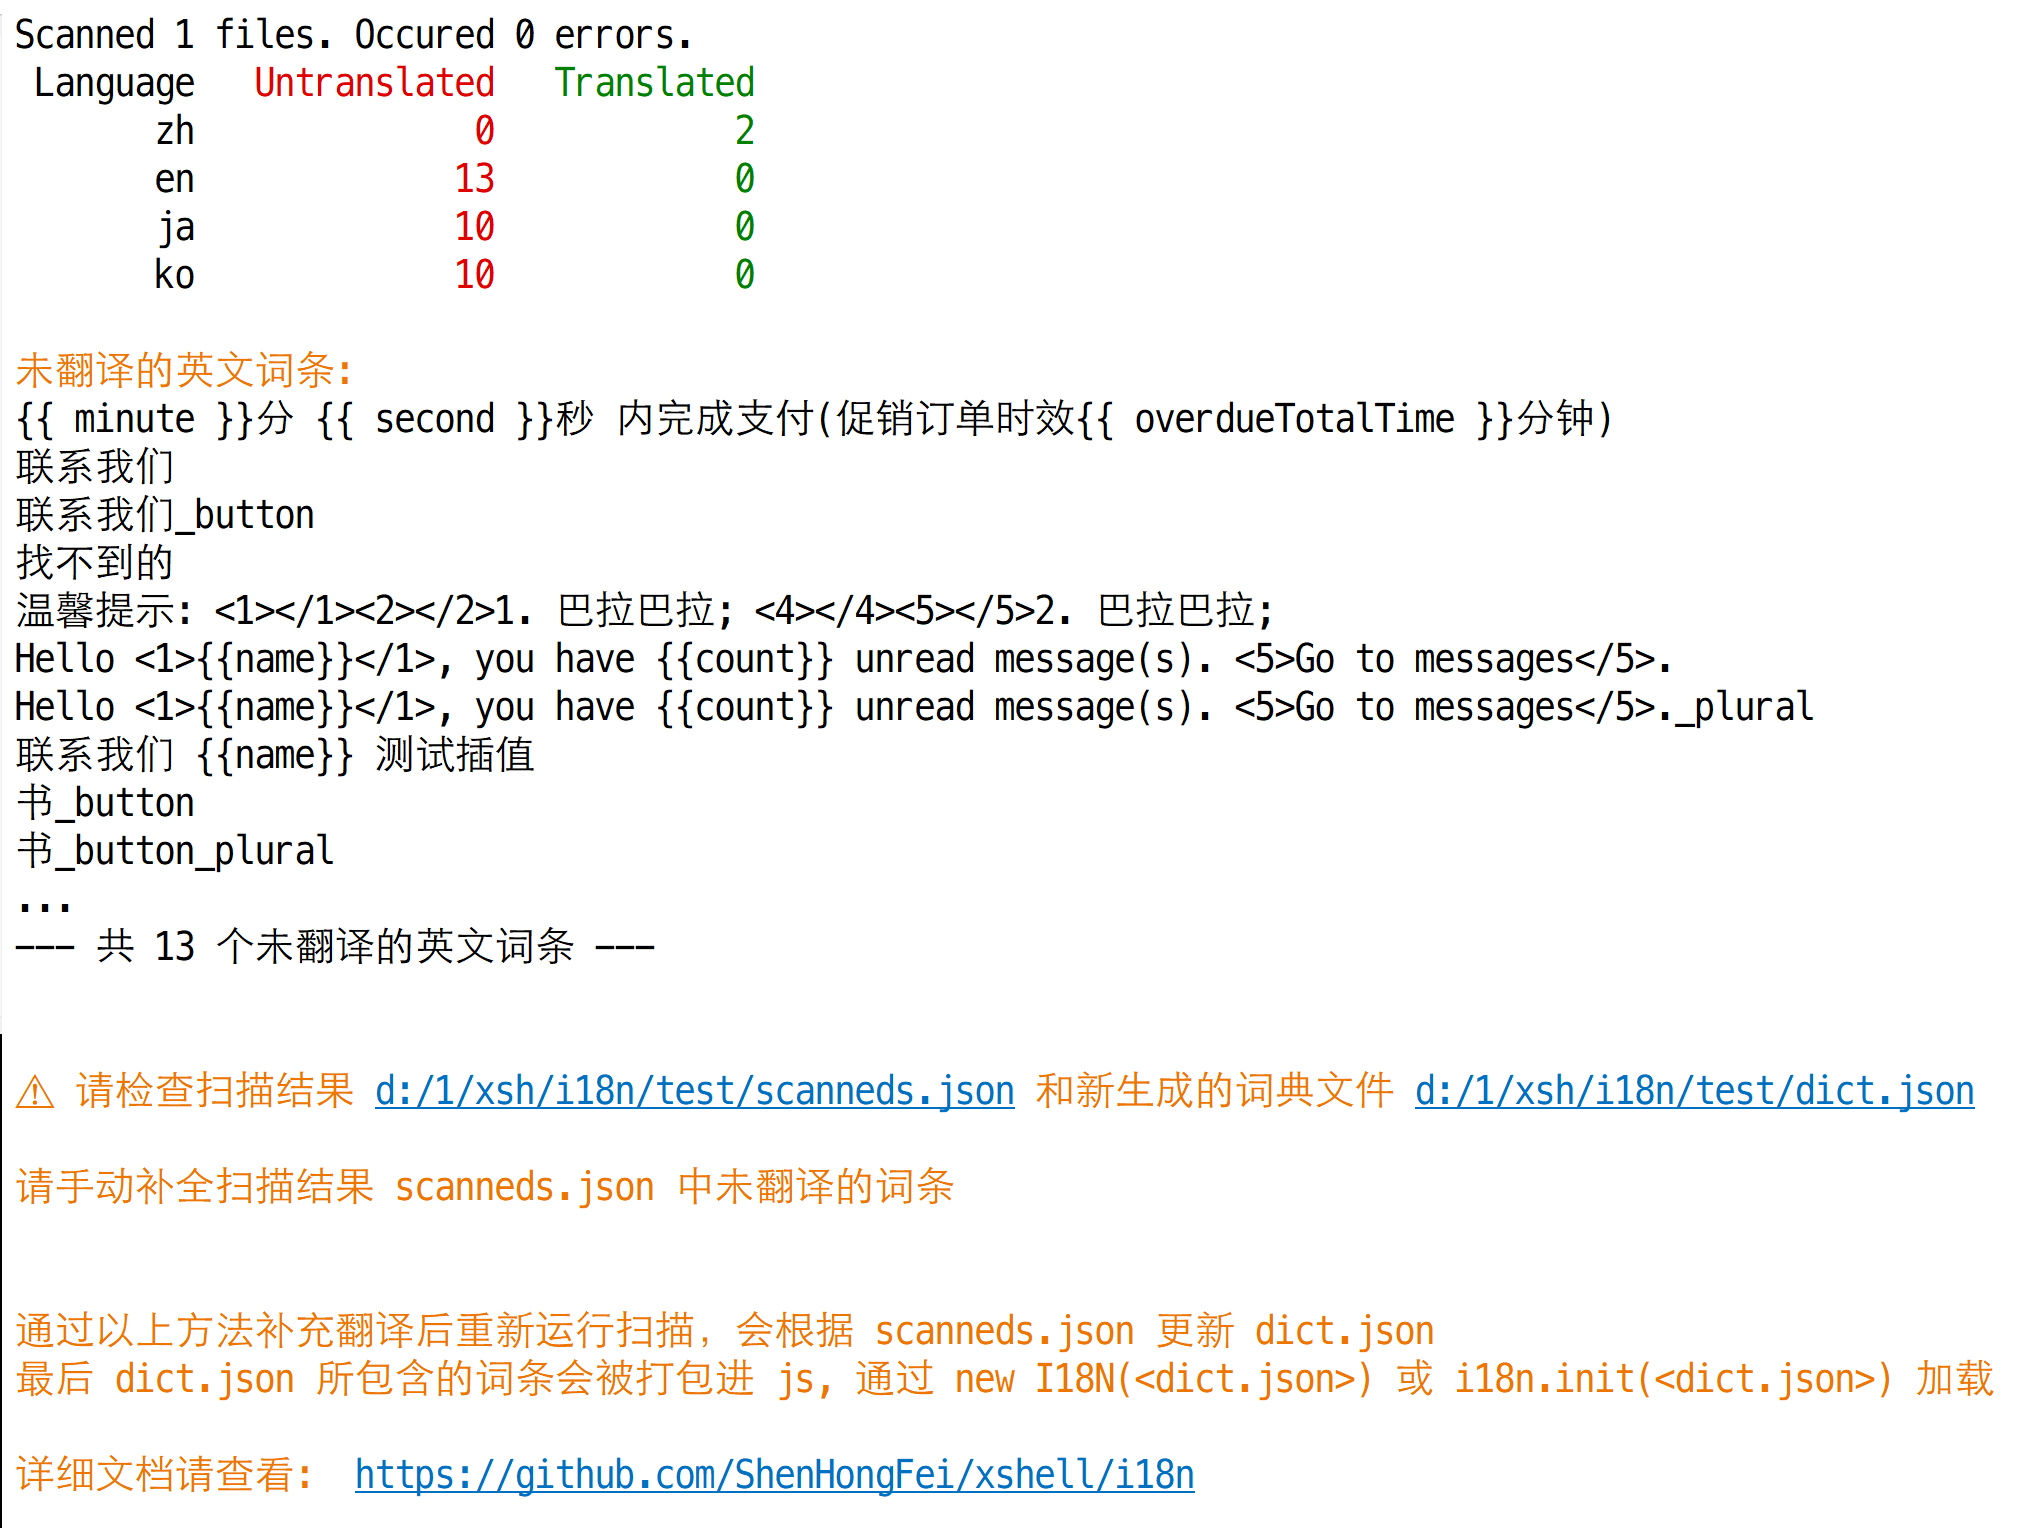 Scanned 1 files. Occured 0 errors.
Language Untranslated Translated
zh 0 2
en 13 0
ja 10 0
ko 10 0
未翻译的英文词条:
{{ minute }}分 {{ second }}秒 内完成支付(促销订单时效{{ overdueTotalTime }}分钟)
联系我们
联系我们_button
找不到的
温馨提示: <1></1><2></2>1. 巴拉巴拉; <4></4><5></5>2. 巴拉巴拉;
Hello <1>{{name}}</1>, you have {{count}} unread message(s). <5>Go to messages</5>.
Hello <1>{{name}}</1>, you have {{count}} unread message(s). <5>Go to messages</5>._plural
联系我们 {{name}} 测试插值
书_button
书_button_plural
...
--- 共 13 个未翻译的英文词条 ---
⚠ 请检查扫描结果 d:/1/xsh/i18n/test/scanneds.json 和新生成的词典文件 d:/1/xsh/i18n/test/dict.json
请手动补全扫描结果 scanneds.json 中未翻译的词条
通过以上方法补充翻译后重新运行扫描，会根据 scanneds.json 更新 dict.json
最后 dict.json 所包含的词条会被打包进 js, 通过 new I18N(<dict.json>) 或 i18n.init(<dict.json>) 加载
详细文档请查看: https://github.com/ShenHongFei/xshell/i18n